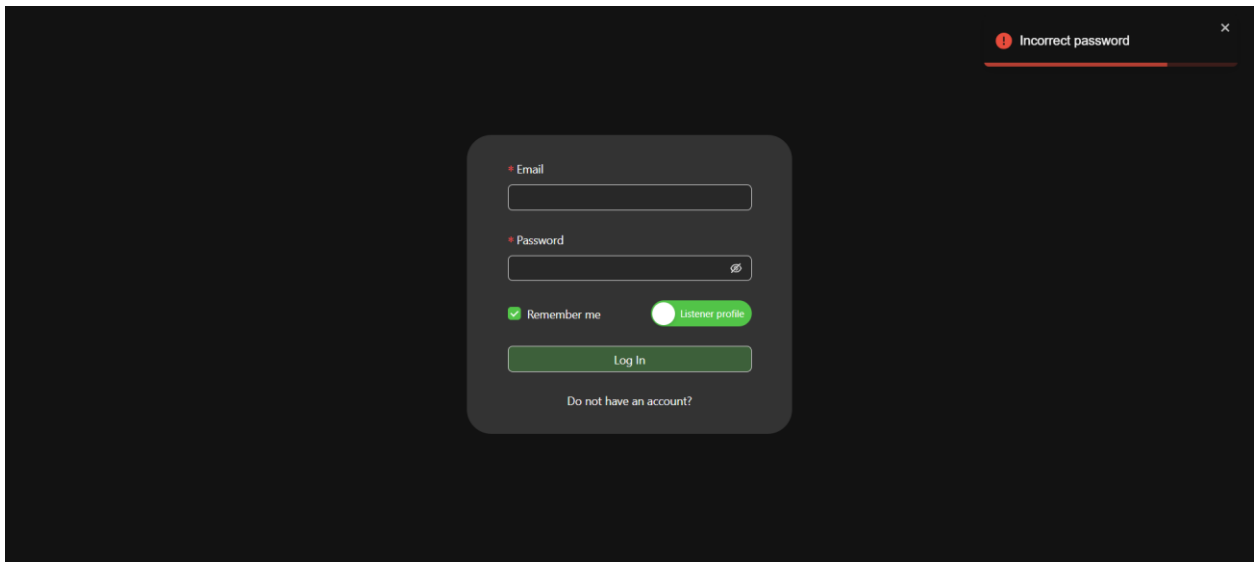 Incorrect password
* Email
* Password
Remember me
Listener profile
Log In
Do not have an account?